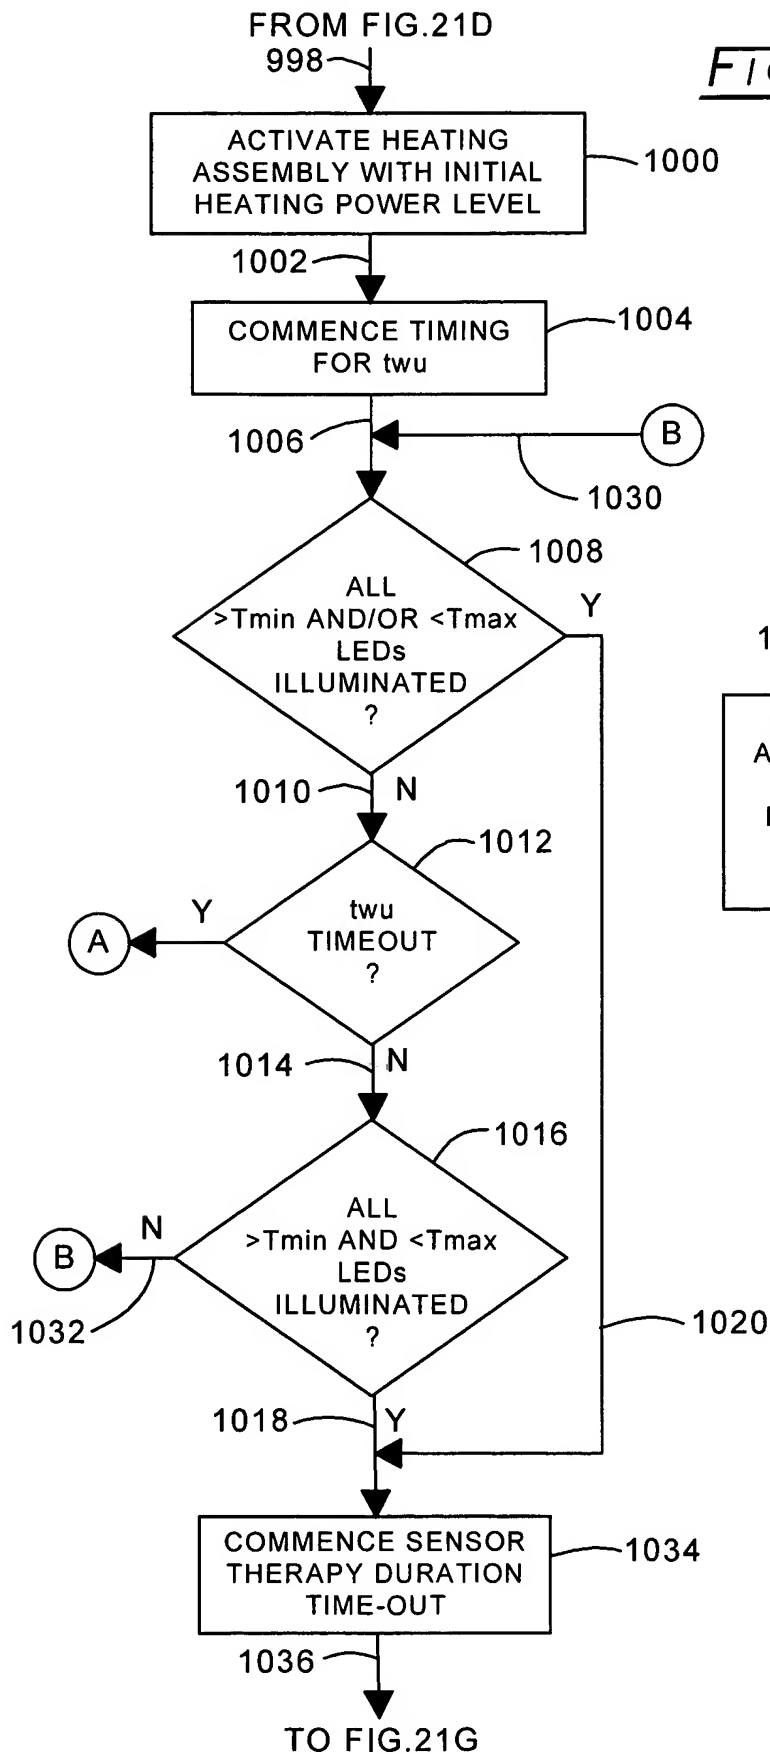 FROM FIG.21D
998
FI
ACTIVATE HEATING
ASSEMBLY WITH INITIAL
HEATING POWER LEVEL
1000
1002
COMMENCE TIMING
FOR twu
1004
1006
B
1030
1008
ALL
>Tmin AND/OR <Tmax
LEDs
ILLUMINATED
?
Y
1
A
1010
N
1012
twu
TIMEOUT
?
Y
A
1014
N
1016
ALL
>Tmin AND <Tmax
LEDs
ILLUMINATED
?
N
B
1032
1020
1018
Y
COMMENCE SENSOR
THERAPY DURATION
TIME-OUT
1034
1036
TO FIG.21G